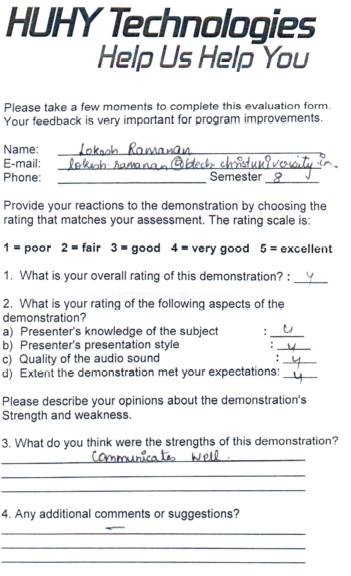 HUHY Technologies
Help Us Help You
Please take a few moments to complete this evaluation form.
Your feedback is very important for program improvements.
Name: Lokesh Ramanan
E-mail: lokesh.ramanan@btech.christuniversity.in.
Phone: Semester 8
Provide your reactions to the demonstration by choosing the
rating that matches your assessment. The rating scale is:
1 = poor 2 = fair 3 = good 4 = very good 5 = excellent
1. What is your overall rating of this demonstration? : 4
2. What is your rating of the following aspects of the
demonstration?
a) Presenter's knowledge of the subject : 4
b) Presenter's presentation style : 4
c) Quality of the audio sound : 4
d) Extent the demonstration met your expectations: 4
Please describe your opinions about the demonstration's
Strength and weakness.
3. What do you think were the strengths of this demonstration?
Communicates well.
4. Any additional comments or suggestions?
—